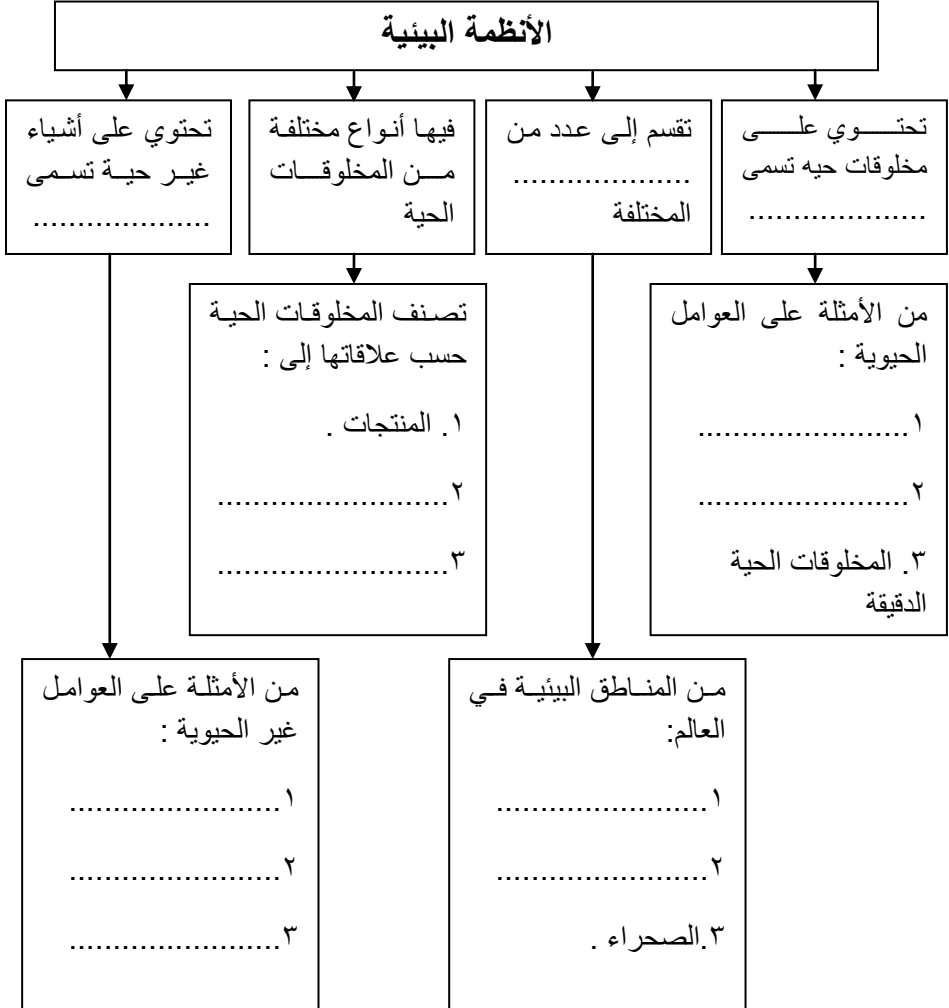 الأنظمة البيئية
تحتوي على
مخلوقات حيه تسمى
....................
تقسم إلى عدد من
....................
المختلفة
فيها أنواع مختلفة
من المخلوقات
الحية
تحتوي على أشياء
غير حية تسمى
....................
من الأمثلة على العوامل
الحيوية :
١........................
٢........................
٣. المخلوقات الحية
الدقيقة
تصنف المخلوقات الحية
حسب علاقاتها إلى :
١. المنتجات .
٢..........................
٣..........................
من المناطق البيئية في
العالم:
١........................
٢........................
٣.الصحراء .
من الأمثلة على العوامل
غير الحيوية :
١........................
٢........................
٣........................